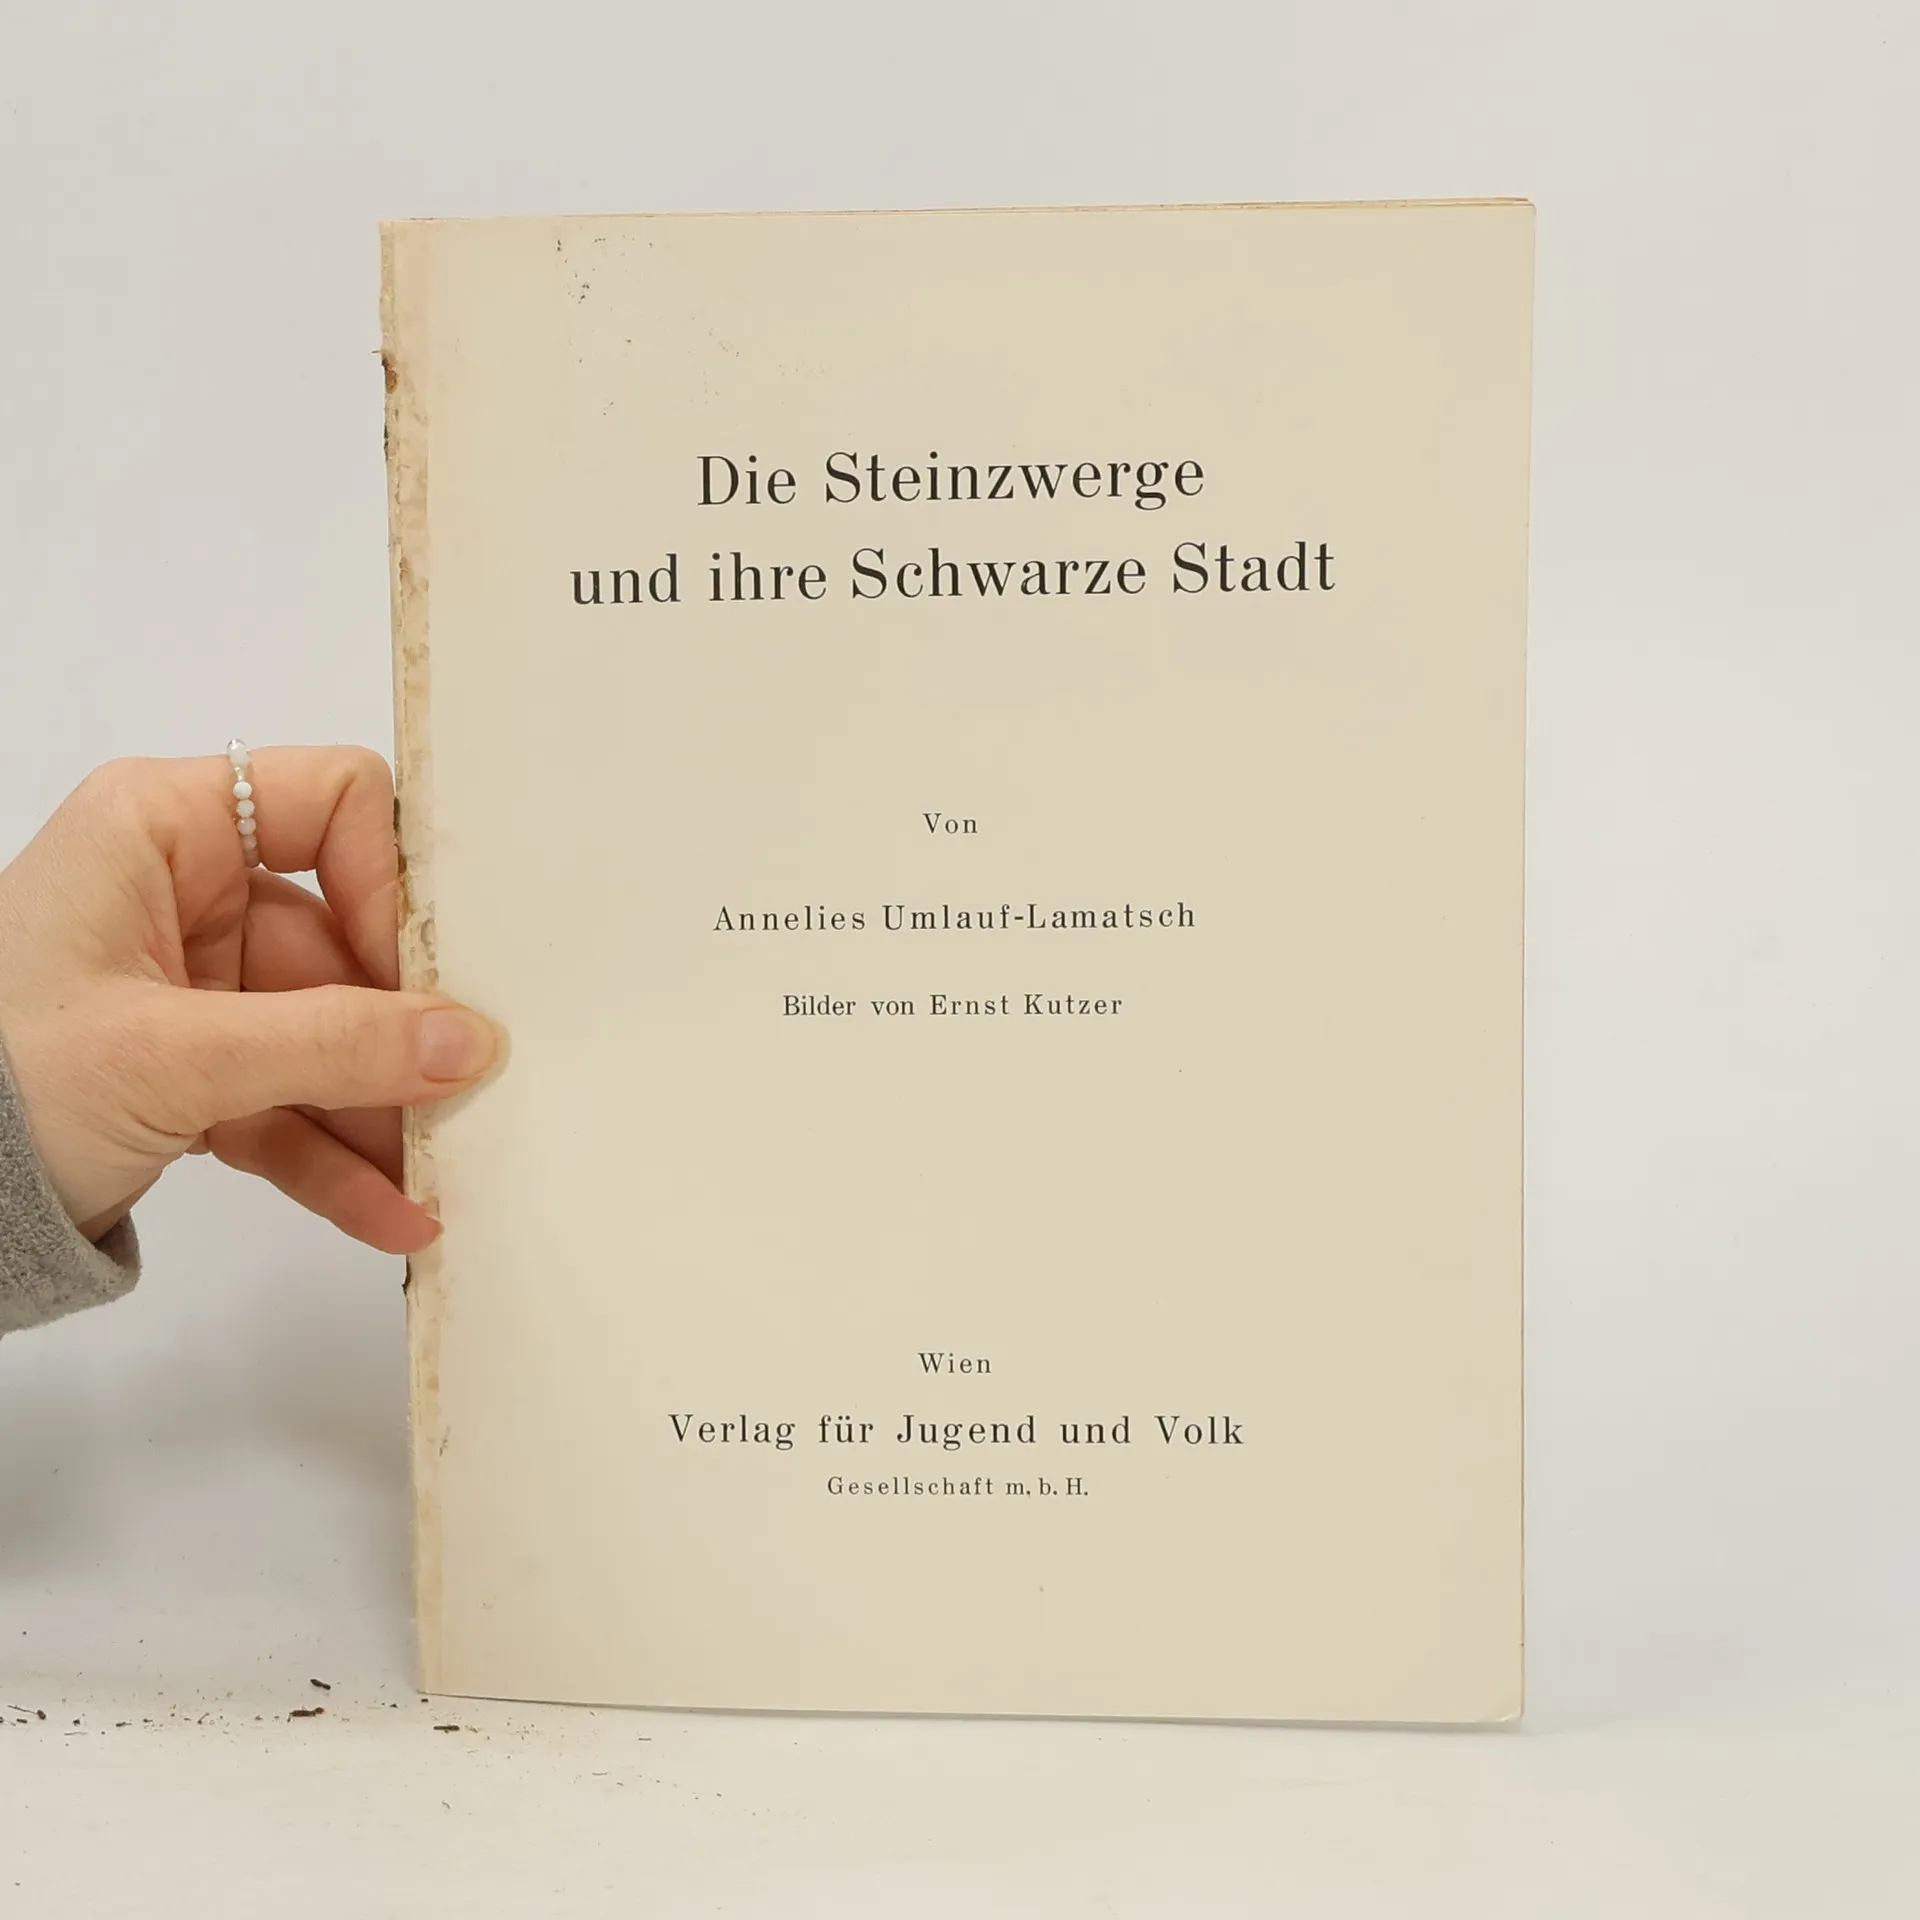 Die Steinzwerge
und ihre Schwarze Stadt
Von
Annelies Umlauf-Lamatsch
Bilder von Ernst Kutzer
Wien
Verlag für Jugend und Volk
Gesellschaft m. b. H.